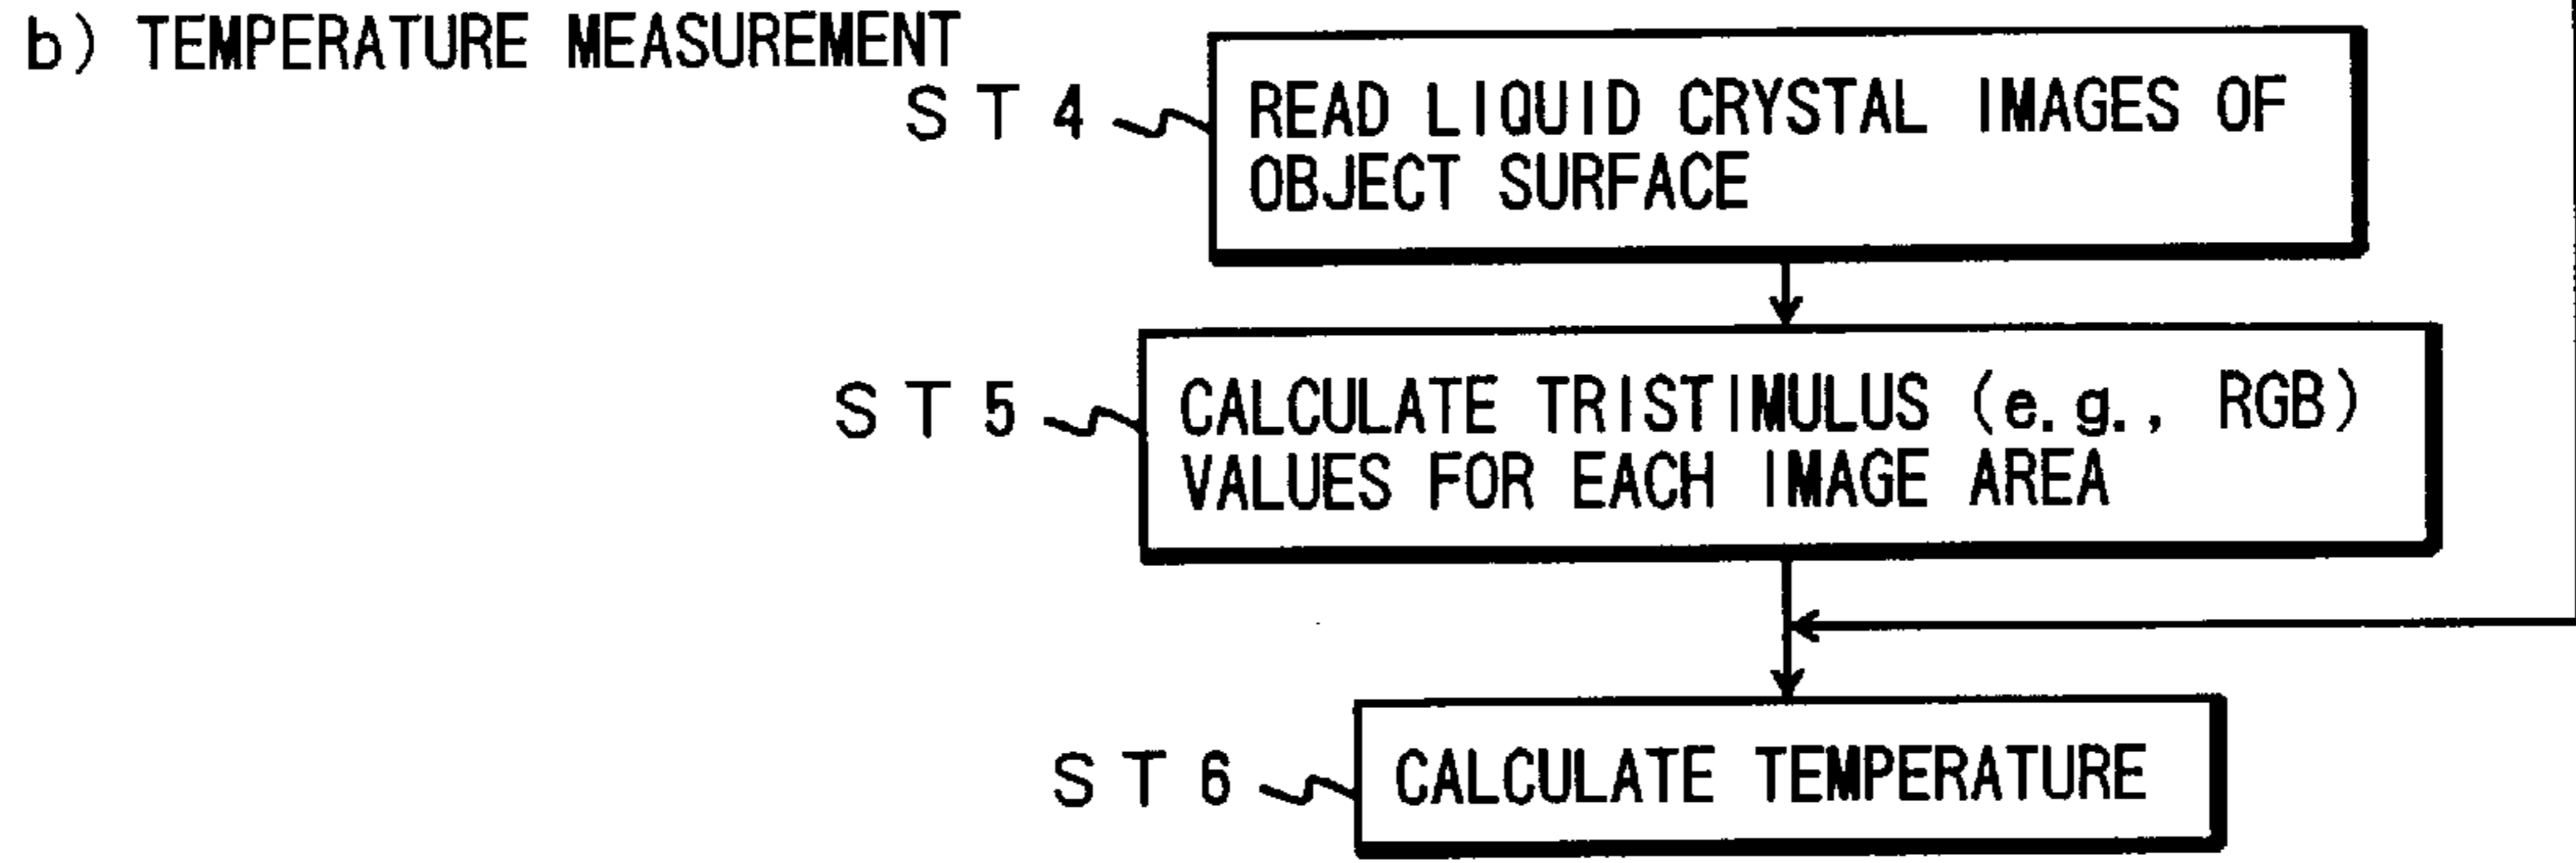 b) TEMPERATURE MEASUREMENT
ST4
READ LIQUID CRYSTAL IMAGES OF
OBJECT SURFACE
ST5
CALCULATE TRISTIMULUS (e.g., RGB)
VALUES FOR EACH IMAGE AREA
ST6
CALCULATE TEMPERATURE